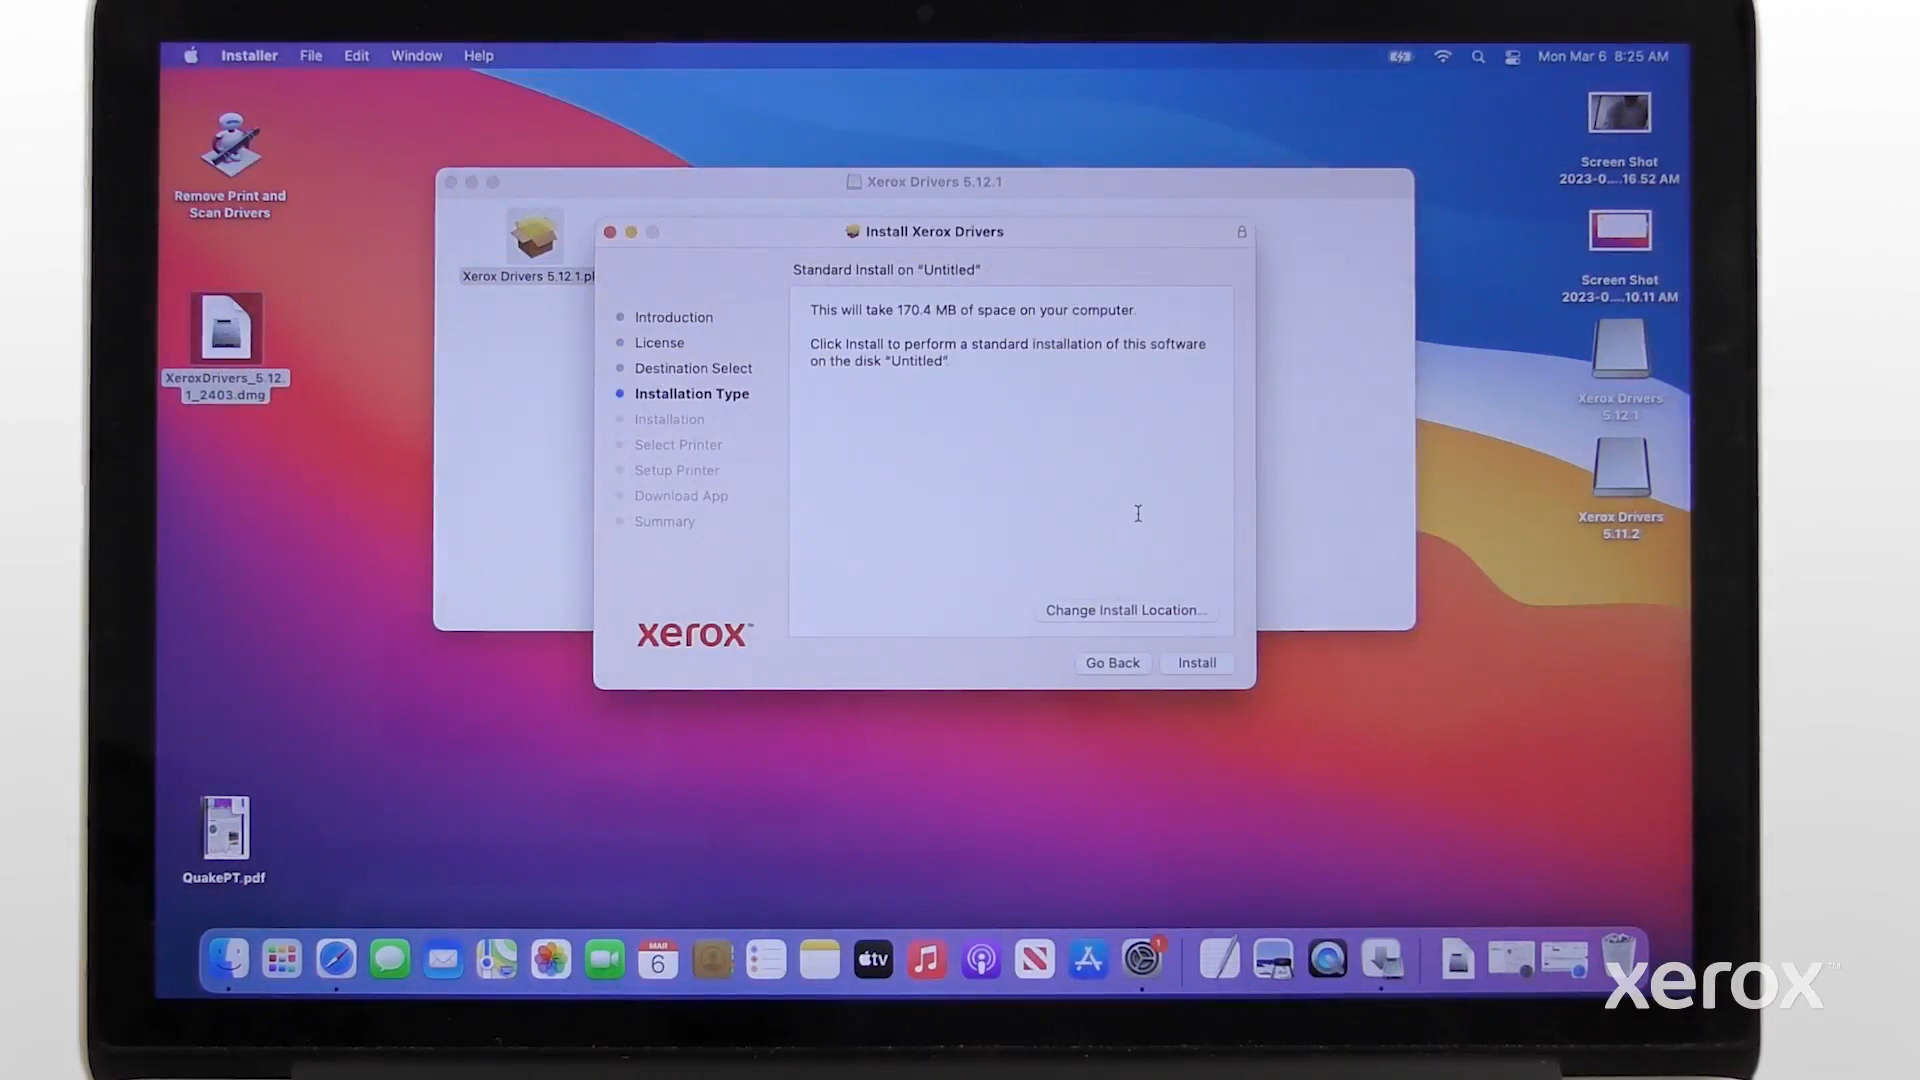 Installer File Edit Window Help
Mon Mar 6 8:25 AM
Remove Print and
Scan Drivers
XeroxDrivers_5.12.
1_2403.dmg
QuakePT.pdf
Xerox Drivers 5.12.1
Xerox Drivers 5.12.1.pk
Install Xerox Drivers
Standard Install on "Untitled"
Introduction
License
Destination Select
Installation Type
Installation
Select Printer
Setup Printer
Download App
Summary
xerox™
This will take 170.4 MB of space on your computer.
Click Install to perform a standard installation of this software
on the disk "Untitled".
Change Install Location...
Go Back
Install
Screen Shot
2023-0....16.52 AM
Screen Shot
2023-0....10.11 AM
Xerox Drivers
5.12.1
Xerox Drivers
5.11.2
MAR
6
tv
1
xerox™